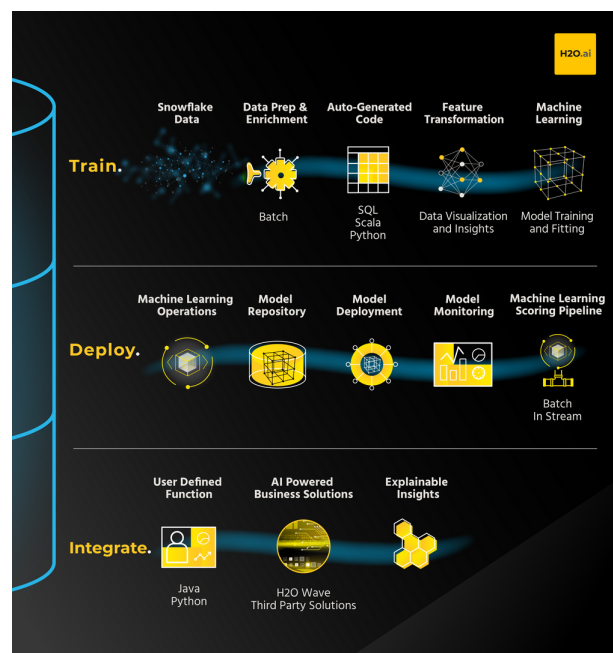 H2O.ai
Snowflake
Data
Data Prep &
Enrichment
Auto-Generated
Code
Feature
Transformation
Machine
Learning
Train.
Batch
SQL
Scala
Python
Data Visualization
and Insights
Model Training
and Fitting
Machine Learning
Operations
Model
Repository
Model
Deployment
Model
Monitoring
Machine Learning
Scoring Pipeline
Deploy.
Batch
In Stream
User Defined
Function
AI Powered
Business Solutions
Explainable
Insights
Integrate.
Java
Python
H2O Wave
Third Party Solutions